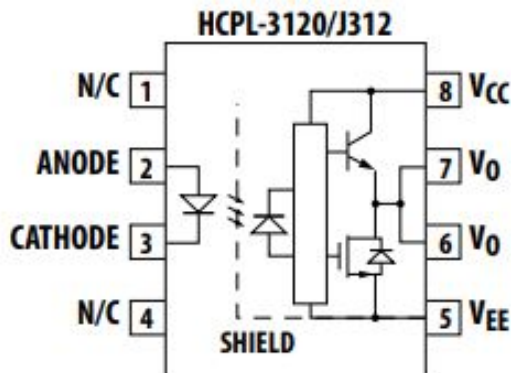 HCPL-3120/J312
N/C 1
8 VCC
ANODE 2
7 VO
CATHODE 3
6 VO
N/C 4
5 VEE
SHIELD